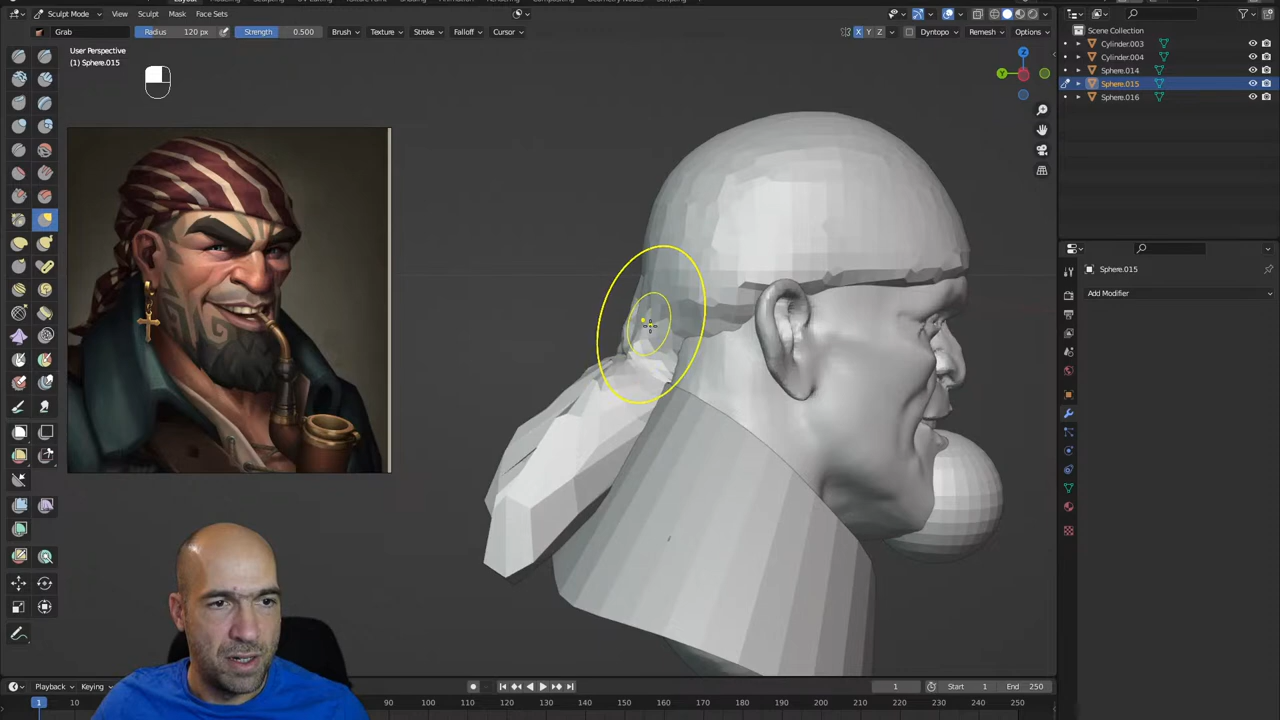 Layout
Sculpt Mode View Sculpt Mask Face Sets
Grab Radius 120 px Strength 0.500 Brush Texture Stroke Falloff Cursor X Y Z Dyntopo Remesh Options
User Perspective
(1) Sphere.015
Z
Y
Scene Collection
Cylinder.003
Cylinder.004
Sphere.014
Sphere.015
Sphere.016
Sphere.015
Add Modifier
Playback Keying 1 Start 1 End 250
1 10 80 90 100 110 120 130 140 150 160 170 180 190 200 210 220 230 240 250